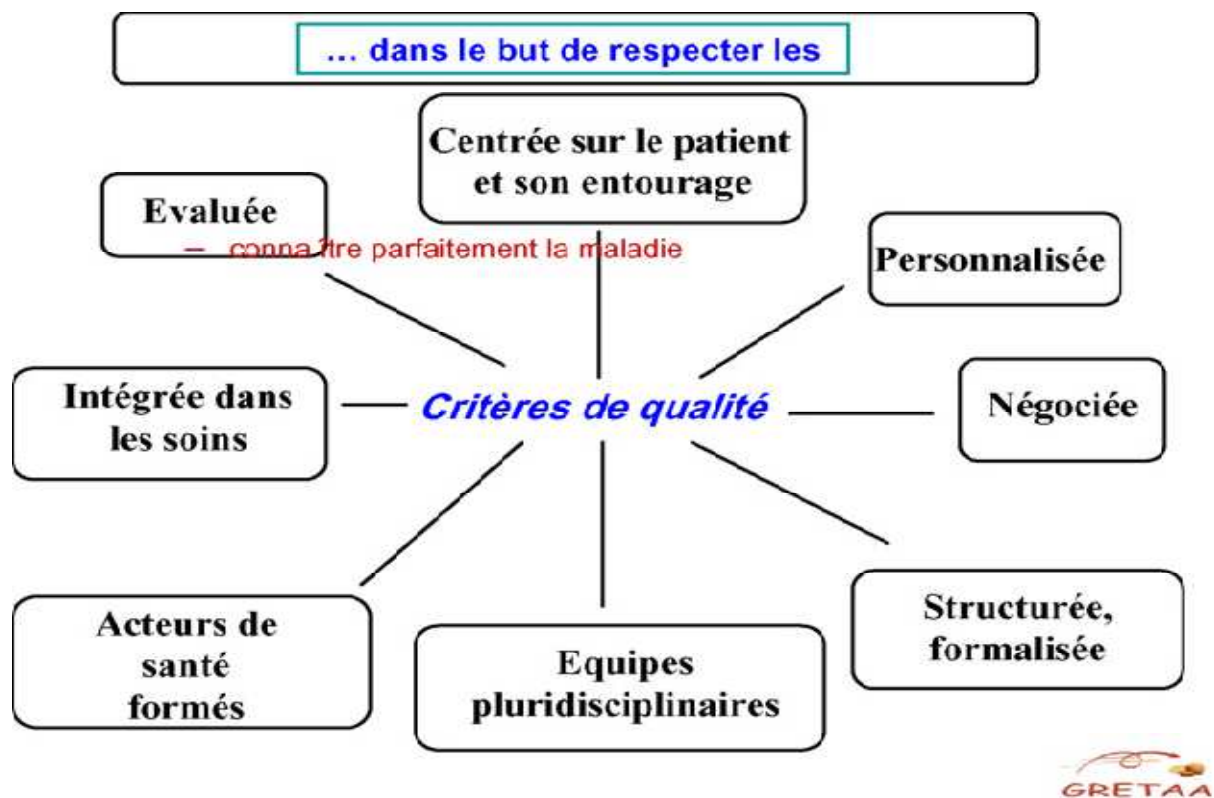 ... dans le but de respecter les
Centrée sur le patient
et son entourage
Evaluée
– connaître parfaitement la maladie
Personnalisée
Intégrée dans
les soins
Critères de qualité
Négociée
Acteurs de
santé
formés
Equipes
pluridisciplinaires
Structurée,
formalisée
GRETAA